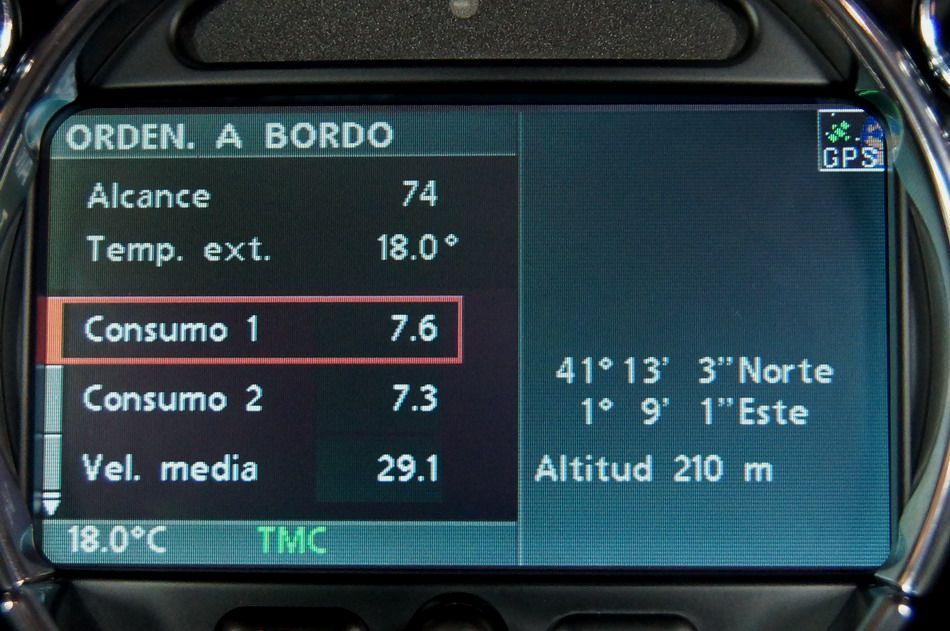 ORDEN. A BORDO
GPS
Alcance 74
Temp. ext. 18.0°
Consumo 1 7.6
Consumo 2 7.3
Vel. media 29.1
41° 13' 3" Norte
1° 9' 1" Este
Altitud 210 m
18.0°C TMC